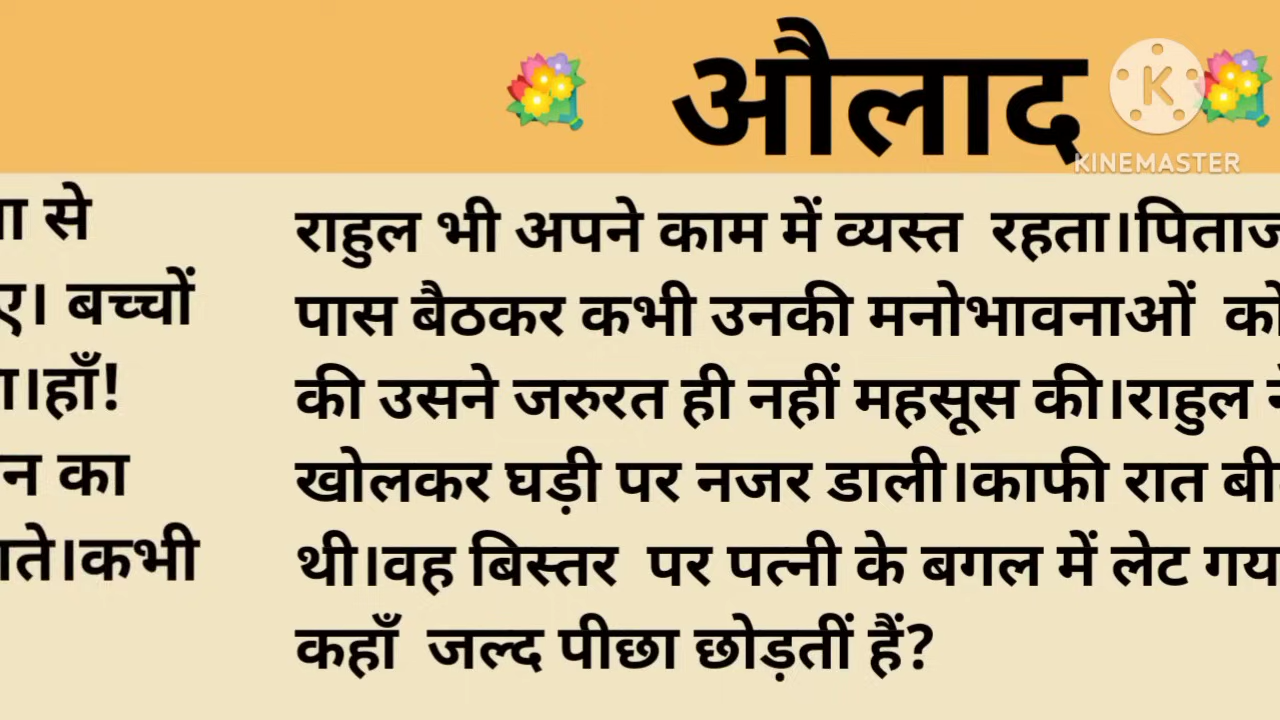 औलाद
KINEMASTER
से
बच्चों
हाँ!
का
कभी
राहुल भी अपने काम में व्यस्त रहता।
पास बैठकर कभी उनकी मनोभावनाओं
की उसने जरुरत ही नहीं महसूस की।राहुल
खोलकर घड़ी पर नजर डाली।काफी रात
थी।वह बिस्तर पर पत्नी के बगल में लेट
कहाँ जल्द पीछा छोड़तीं हैं?